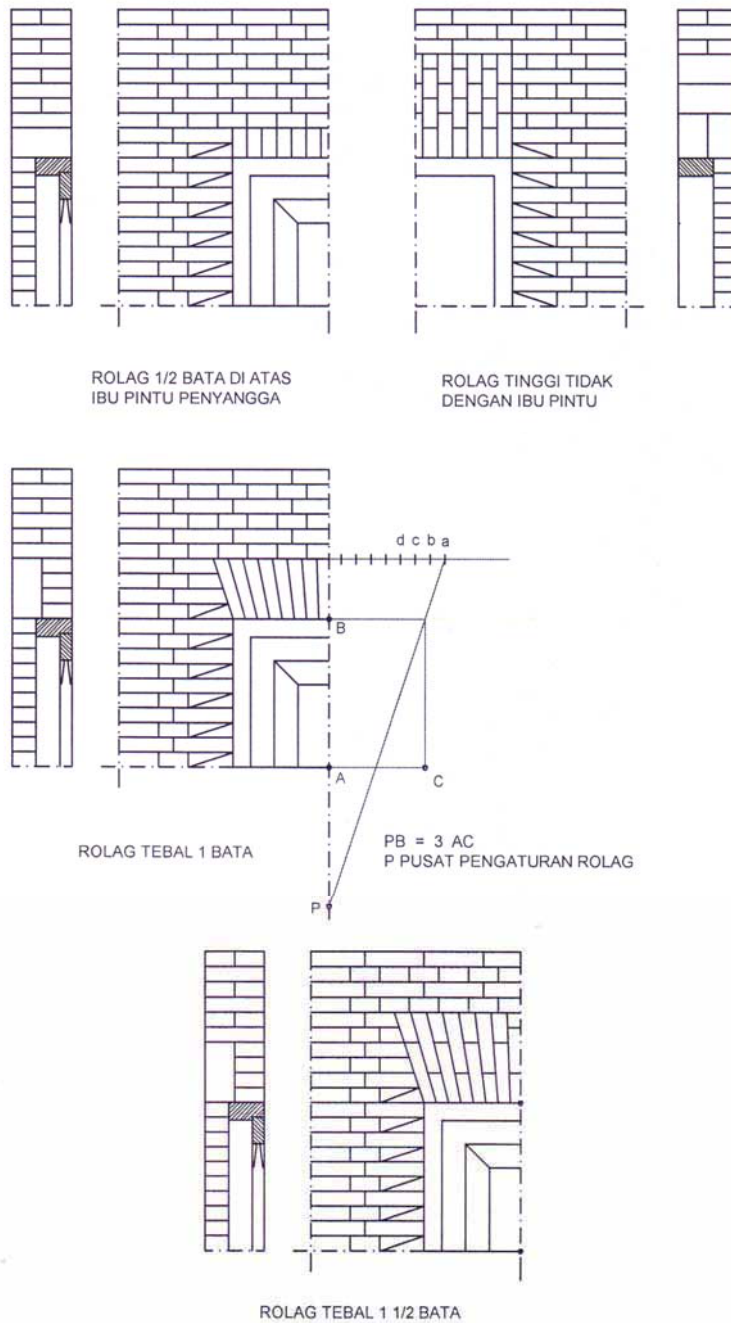 ROLAG 1/2 BATA DI ATAS
IBU PINTU PENYANGGA
ROLAG TINGGI TIDAK
DENGAN IBU PINTU
d c b a
B
A
C
ROLAG TEBAL 1 BATA
PB = 3 AC
P PUSAT PENGATURAN ROLAG
P
ROLAG TEBAL 1 1/2 BATA